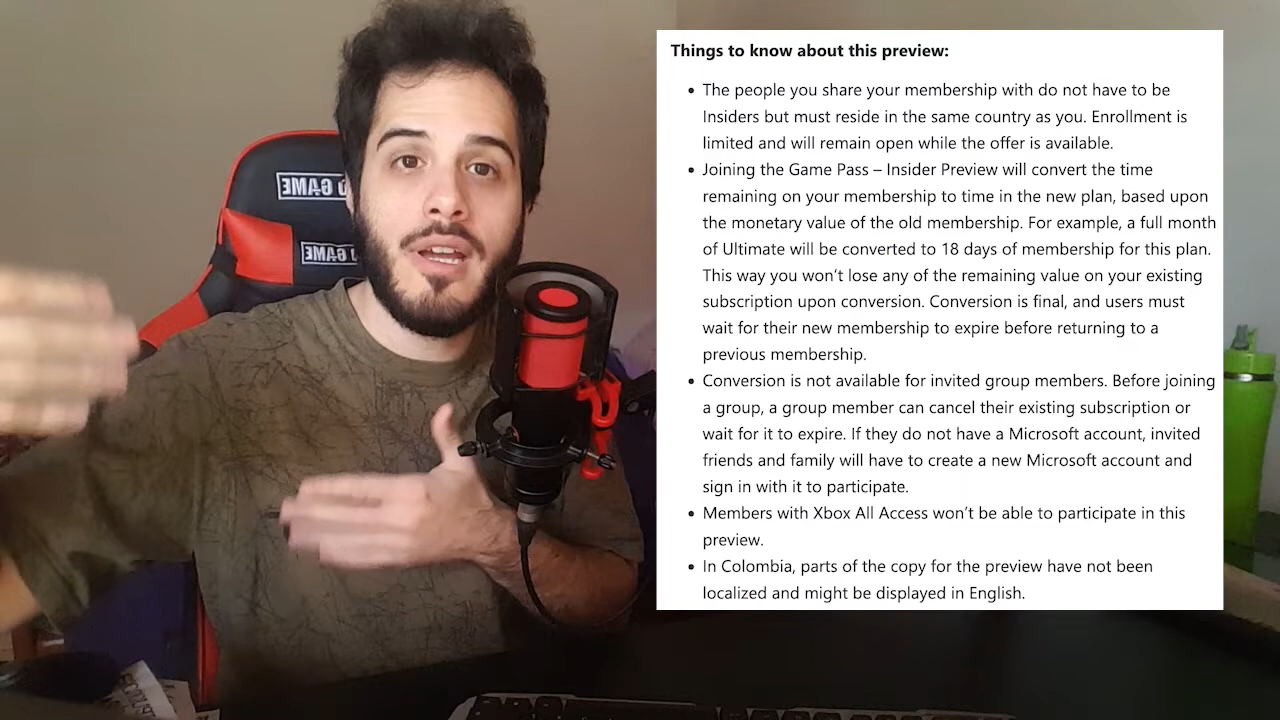 Things to know about this preview:
• The people you share your membership with do not have to be
Insiders but must reside in the same country as you. Enrollment is
limited and will remain open while the offer is available.
• Joining the Game Pass – Insider Preview will convert the time
remaining on your membership to time in the new plan, based upon
the monetary value of the old membership. For example, a full month
of Ultimate will be converted to 18 days of membership for this plan.
This way you won’t lose any of the remaining value on your existing
subscription upon conversion. Conversion is final, and users must
wait for their new membership to expire before returning to a
previous membership.
• Conversion is not available for invited group members. Before joining
a group, a group member can cancel their existing subscription or
wait for it to expire. If they do not have a Microsoft account, invited
friends and family will have to create a new Microsoft account and
sign in with it to participate.
• Members with Xbox All Access won’t be able to participate in this
preview.
• In Colombia, parts of the copy for the preview have not been
localized and might be displayed in English.
GAME
GAME